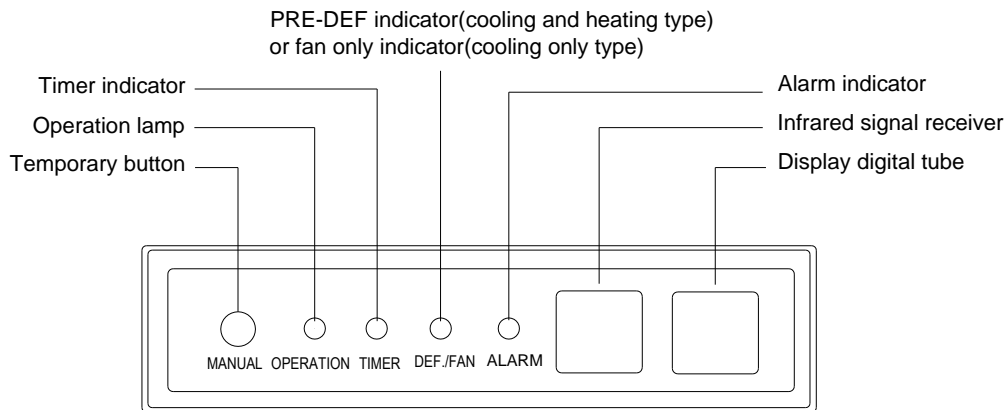 PRE-DEF indicator(cooling and heating type)
or fan only indicator(cooling only type)
Timer indicator
Operation lamp
Temporary button
Alarm indicator
Infrared signal receiver
Display digital tube
MANUAL OPERATION TIMER DEF./FAN ALARM